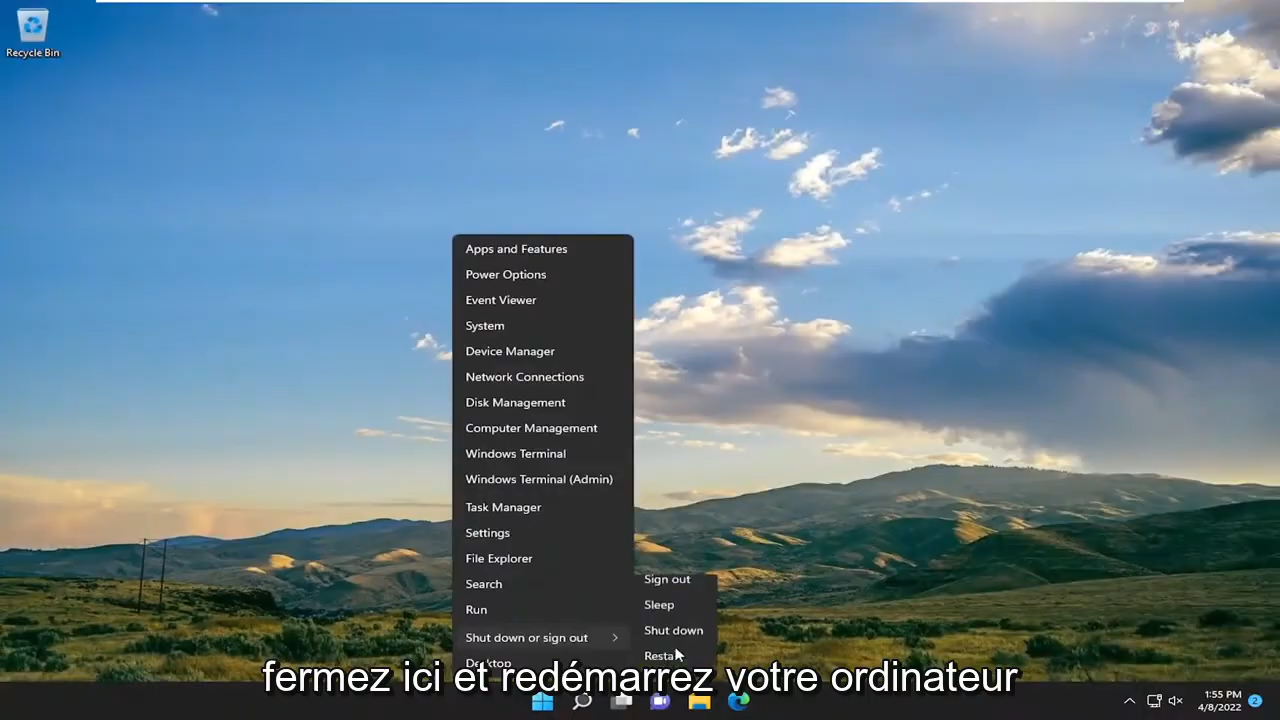 Recycle Bin
Apps and Features
Power Options
Event Viewer
System
Device Manager
Network Connections
Disk Management
Computer Management
Windows Terminal
Windows Terminal (Admin)
Task Manager
Settings
File Explorer
Search
Run
Shut down or sign out
Desktop
Sign out
Sleep
Shut down
Restart
fermez ici et redémarrez votre ordinateur
1:55 PM
4/8/2022
2